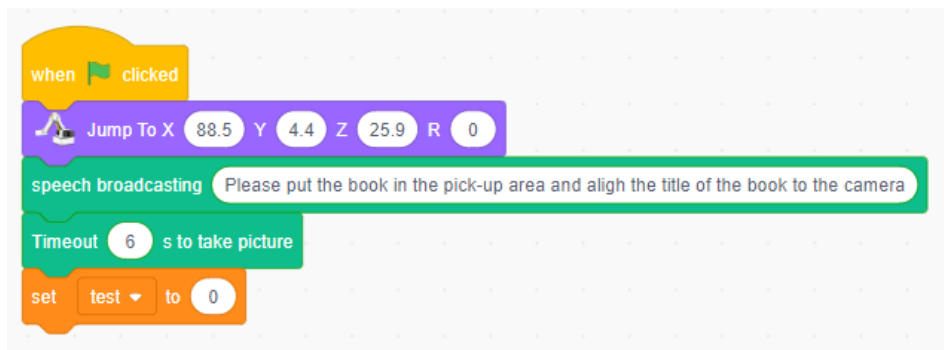 when clicked
Jump To X 88.5 Y 4.4 Z 25.9 R 0
speech broadcasting Please put the book in the pick-up area and aligh the title of the book to the camera
Timeout 6 s to take picture
set test to 0